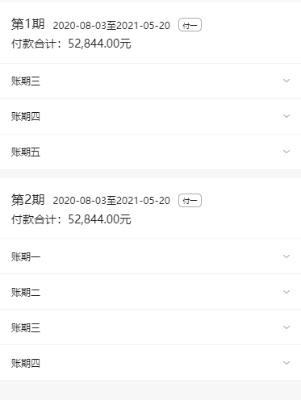 第1期 2020-08-03至2021-05-20 付一
付款合计：52,844.00元
账期三
账期四
账期五
第2期 2020-08-03至2021-05-20 付一
付款合计：52,844.00元
账期一
账期二
账期三
账期四